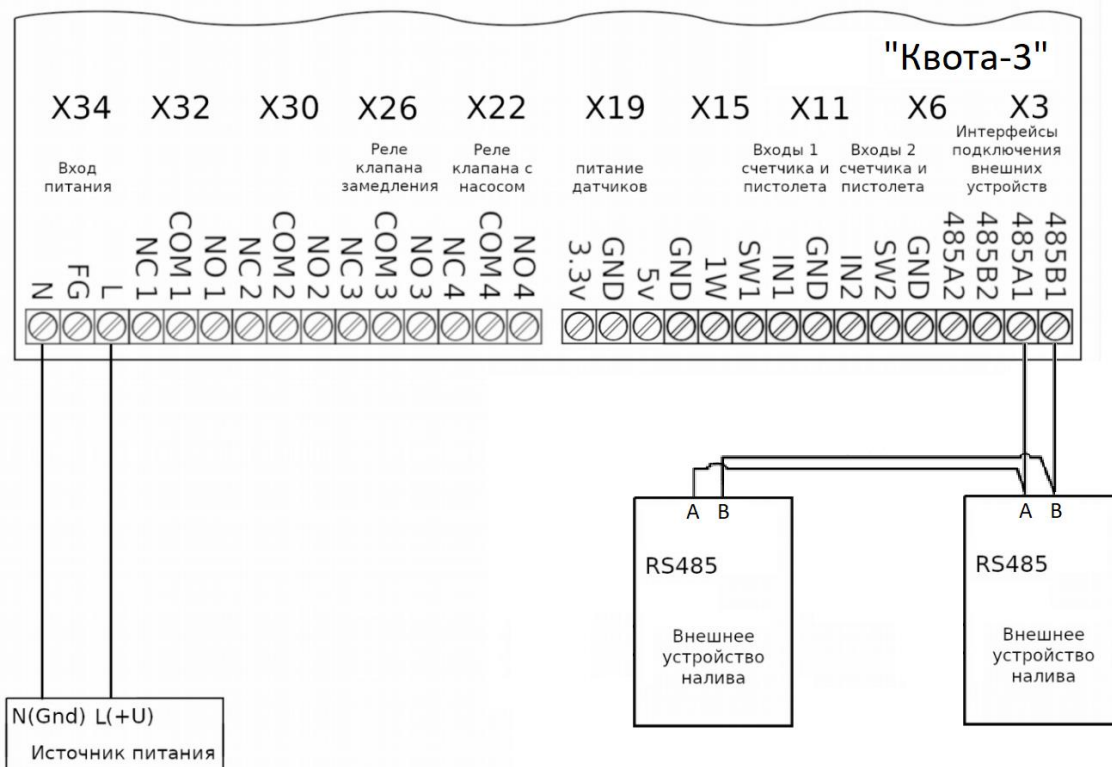 "Квота-3"
X34 X32 X30 X26 X22 X19 X15 X11 X6 X3
Вход
питания
Реле
клапана
замедления
Реле
клапана с
насосом
питание
датчиков
Входы 1
счетчика и
пистолета
Входы 2
счетчика и
пистолета
Интерфейсы
подключения
внешних
устройств
N FG L NC1 COM1 NO1 NC2 COM2 NO2 NC3 COM3 NO3 NC4 COM4 NO4 3.3v GND 5v GND 1W SW1 IN1 GND IN2 SW2 GND 485A2 485B2 485A1 485B1
A B
RS485
Внешнее
устройство
налива
A B
RS485
Внешнее
устройство
налива
N(Gnd) L(+U)
Источник питания